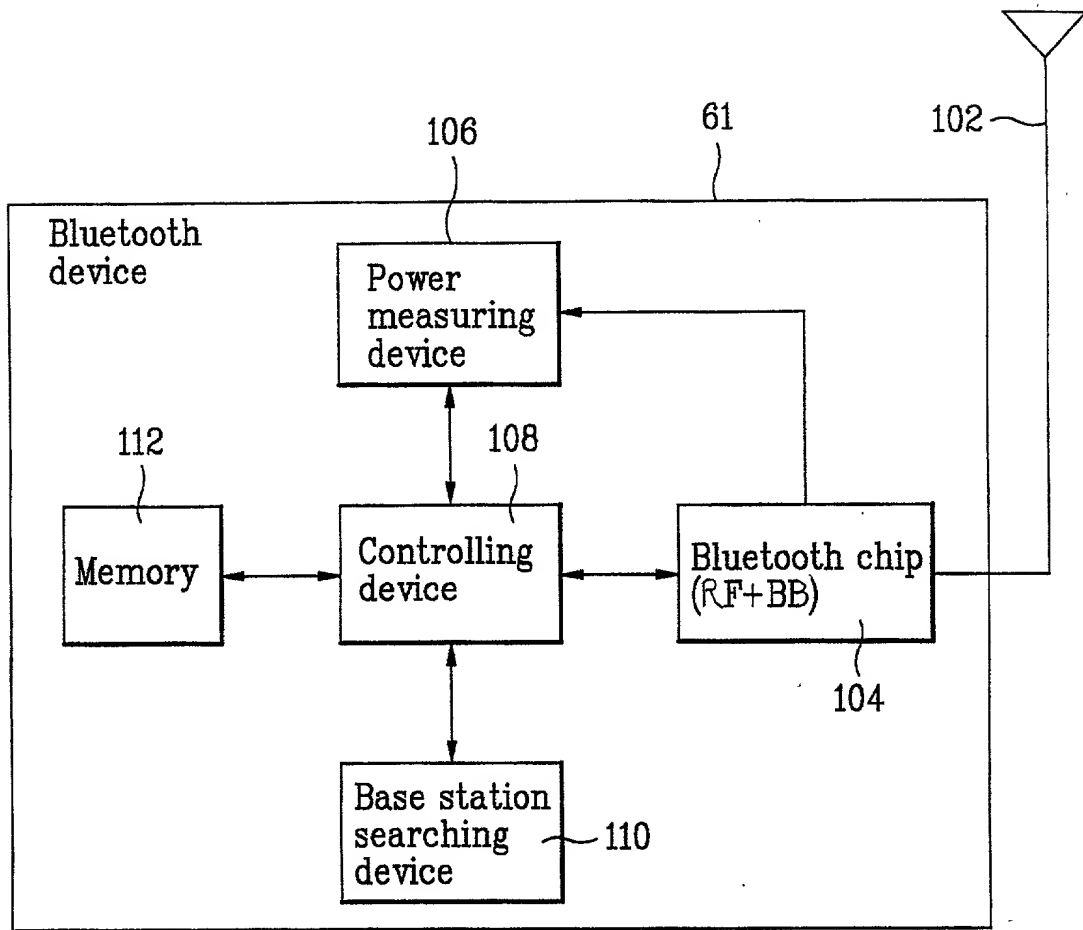 102
61
106
Bluetooth
device
Power
measuring
device
112
108
Memory
Controlling
device
Bluetooth chip
(RF+BB)
104
Base station
searching
device
110